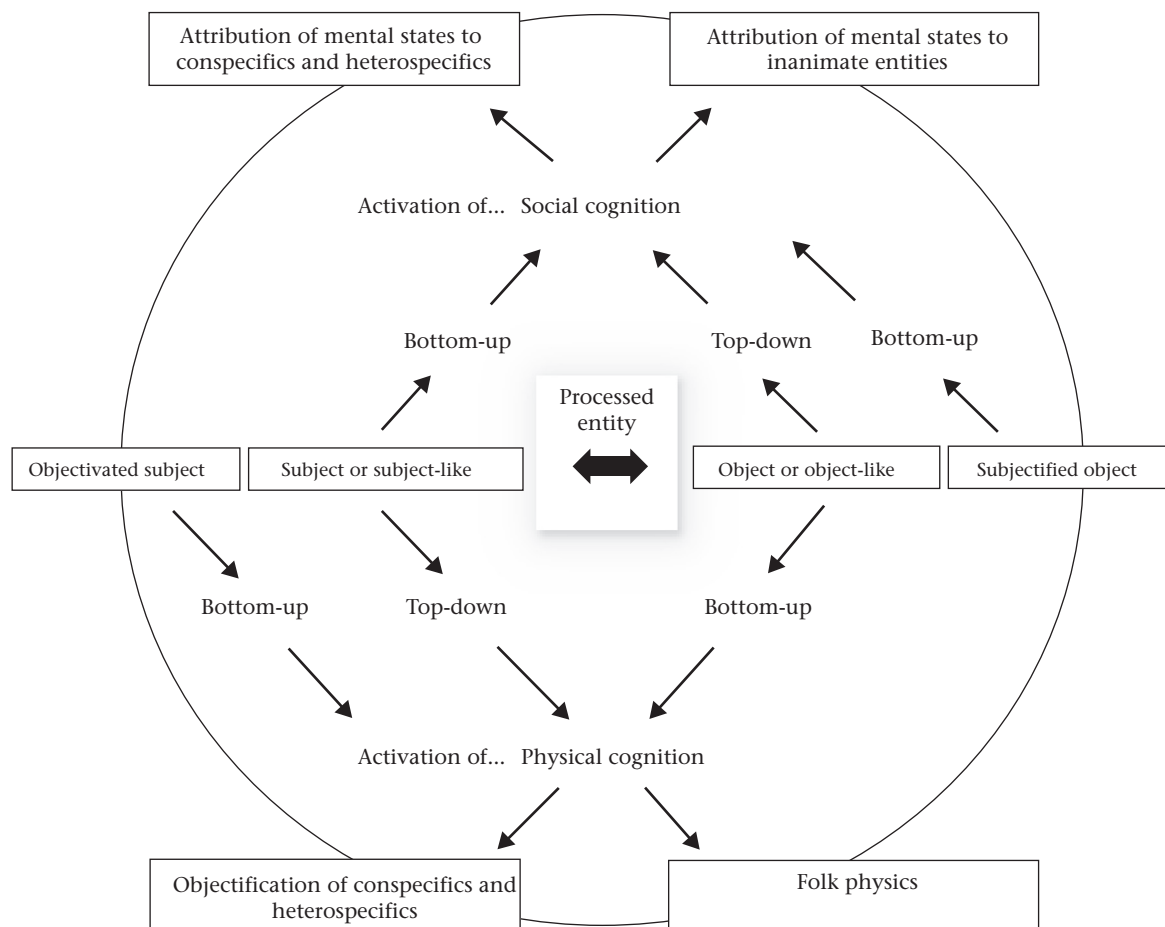 Attribution of mental states to
conspecifics and heterospecifics
Attribution of mental states to
inanimate entities
Activation of... Social cognition
Bottom-up
Top-down
Bottom-up
Processed
entity
Objectivated subject
Subject or subject-like
Object or object-like
Subjectified object
Bottom-up
Top-down
Bottom-up
Activation of... Physical cognition
Objectification of conspecifics and
heterospecifics
Folk physics